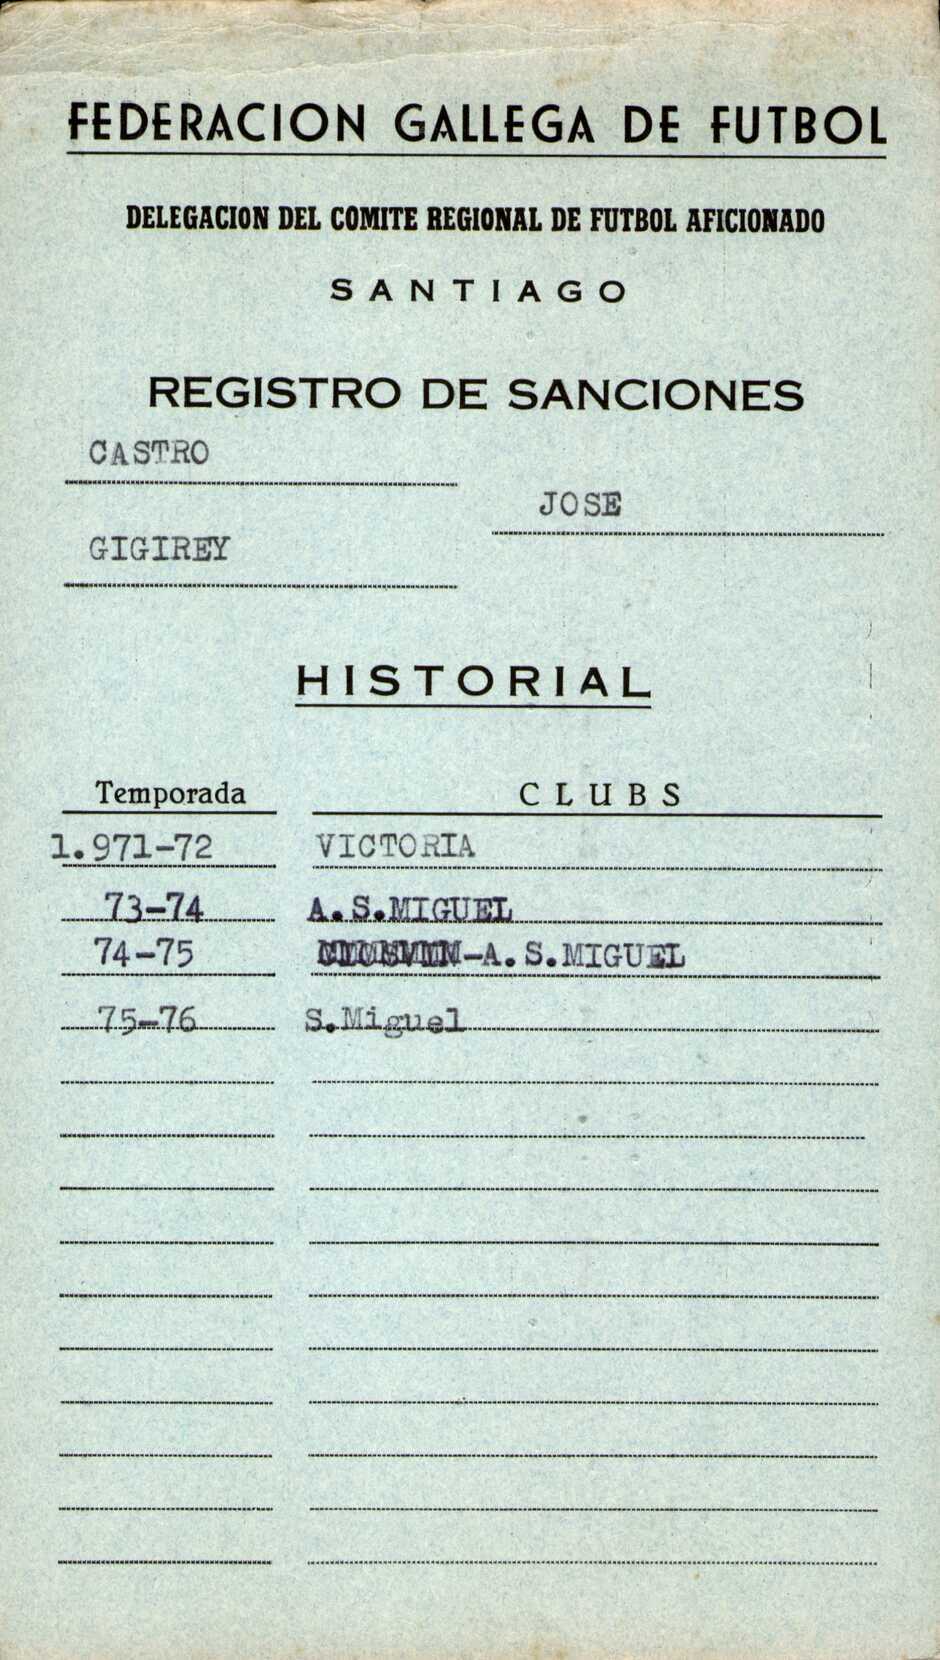 FEDERACION GALLEGA DE FUTBOL
DELEGACION DEL COMITE REGIONAL DE FUTBOL AFICIONADO
SANTIAGO
REGISTRO DE SANCIONES
CASTRO
JOSE
GIGIREY
HISTORIAL
Temporada CLUBS
1.971-72 VICTORIA
73-74 A.S.MIGUEL
74-75 -A.S.MIGUEL
75-76 S.Miguel